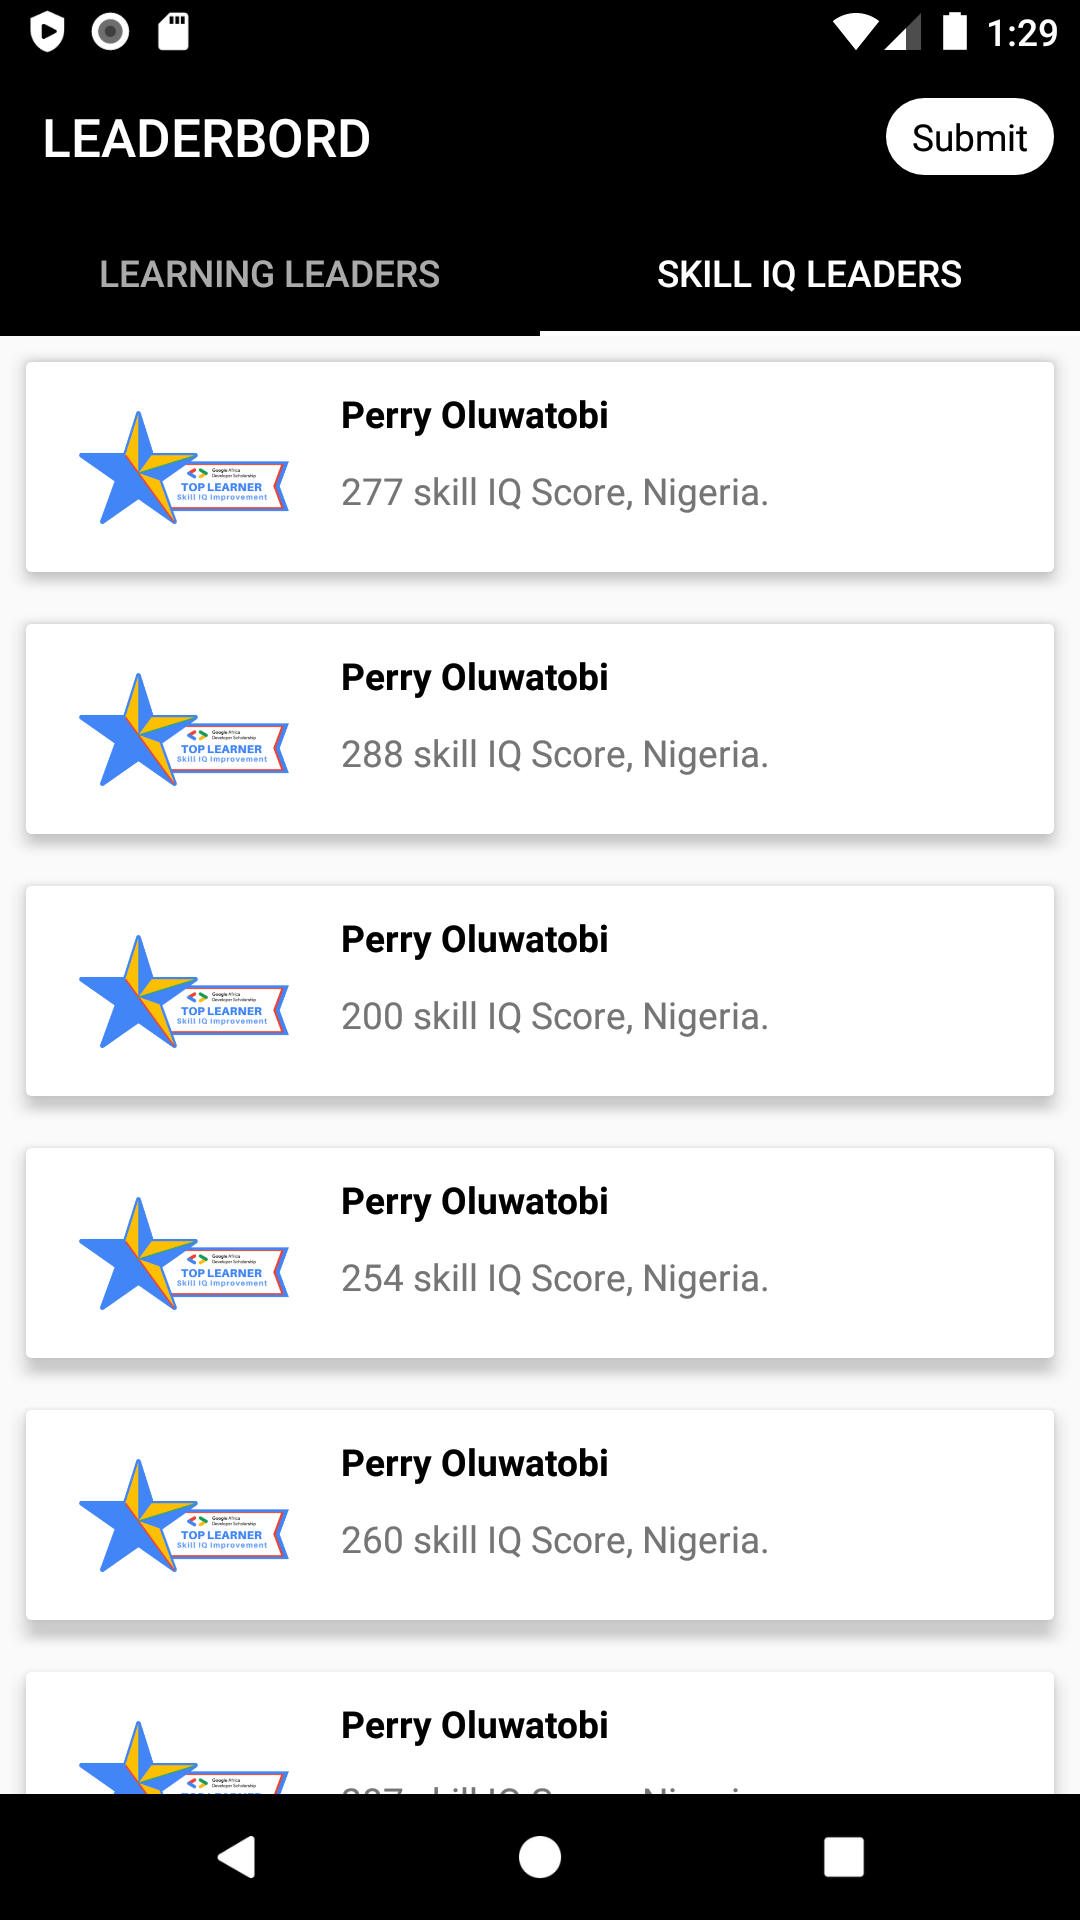 1:29
LEADERBORD
Submit
LEARNING LEADERS
SKILL IQ LEADERS
Perry Oluwatobi
Google Africa
Developer Scholarship
TOP LEARNER
Skill IQ Improvement
277 skill IQ Score, Nigeria.
Perry Oluwatobi
Google Africa
Developer Scholarship
TOP LEARNER
Skill IQ Improvement
288 skill IQ Score, Nigeria.
Perry Oluwatobi
Google Africa
Developer Scholarship
TOP LEARNER
Skill IQ Improvement
200 skill IQ Score, Nigeria.
Perry Oluwatobi
Google Africa
Developer Scholarship
TOP LEARNER
Skill IQ Improvement
254 skill IQ Score, Nigeria.
Perry Oluwatobi
Google Africa
Developer Scholarship
TOP LEARNER
Skill IQ Improvement
260 skill IQ Score, Nigeria.
Perry Oluwatobi
Google Africa
Developer Scholarship